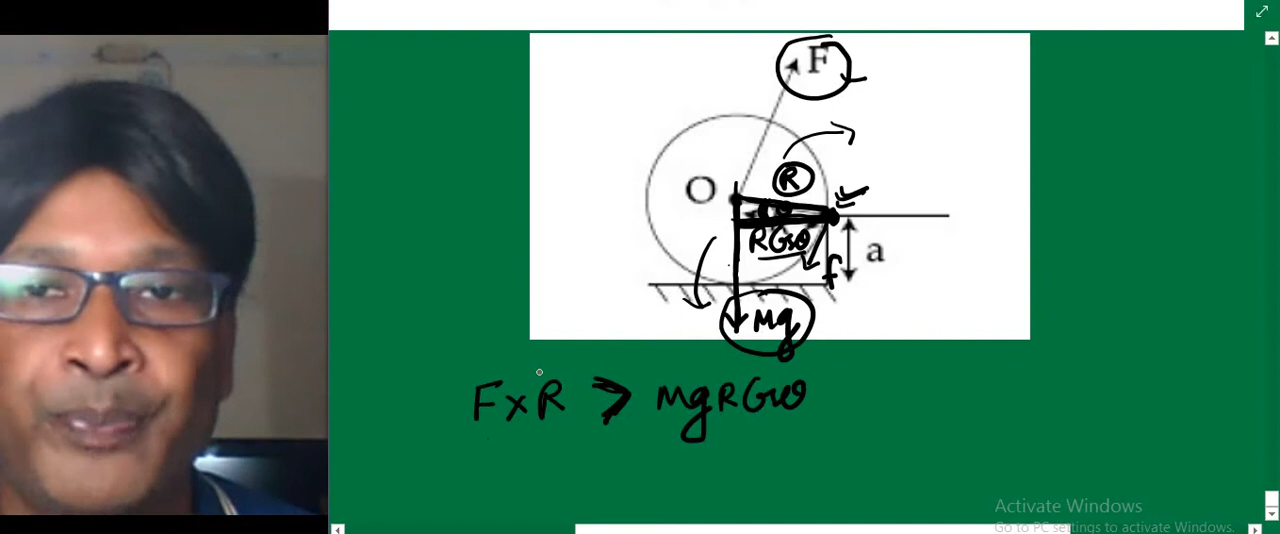 F
R
O
RCosθ
a
f
Mg
F x R > MgRCosθ
Activate Windows
Go to PC settings to activate Windows.